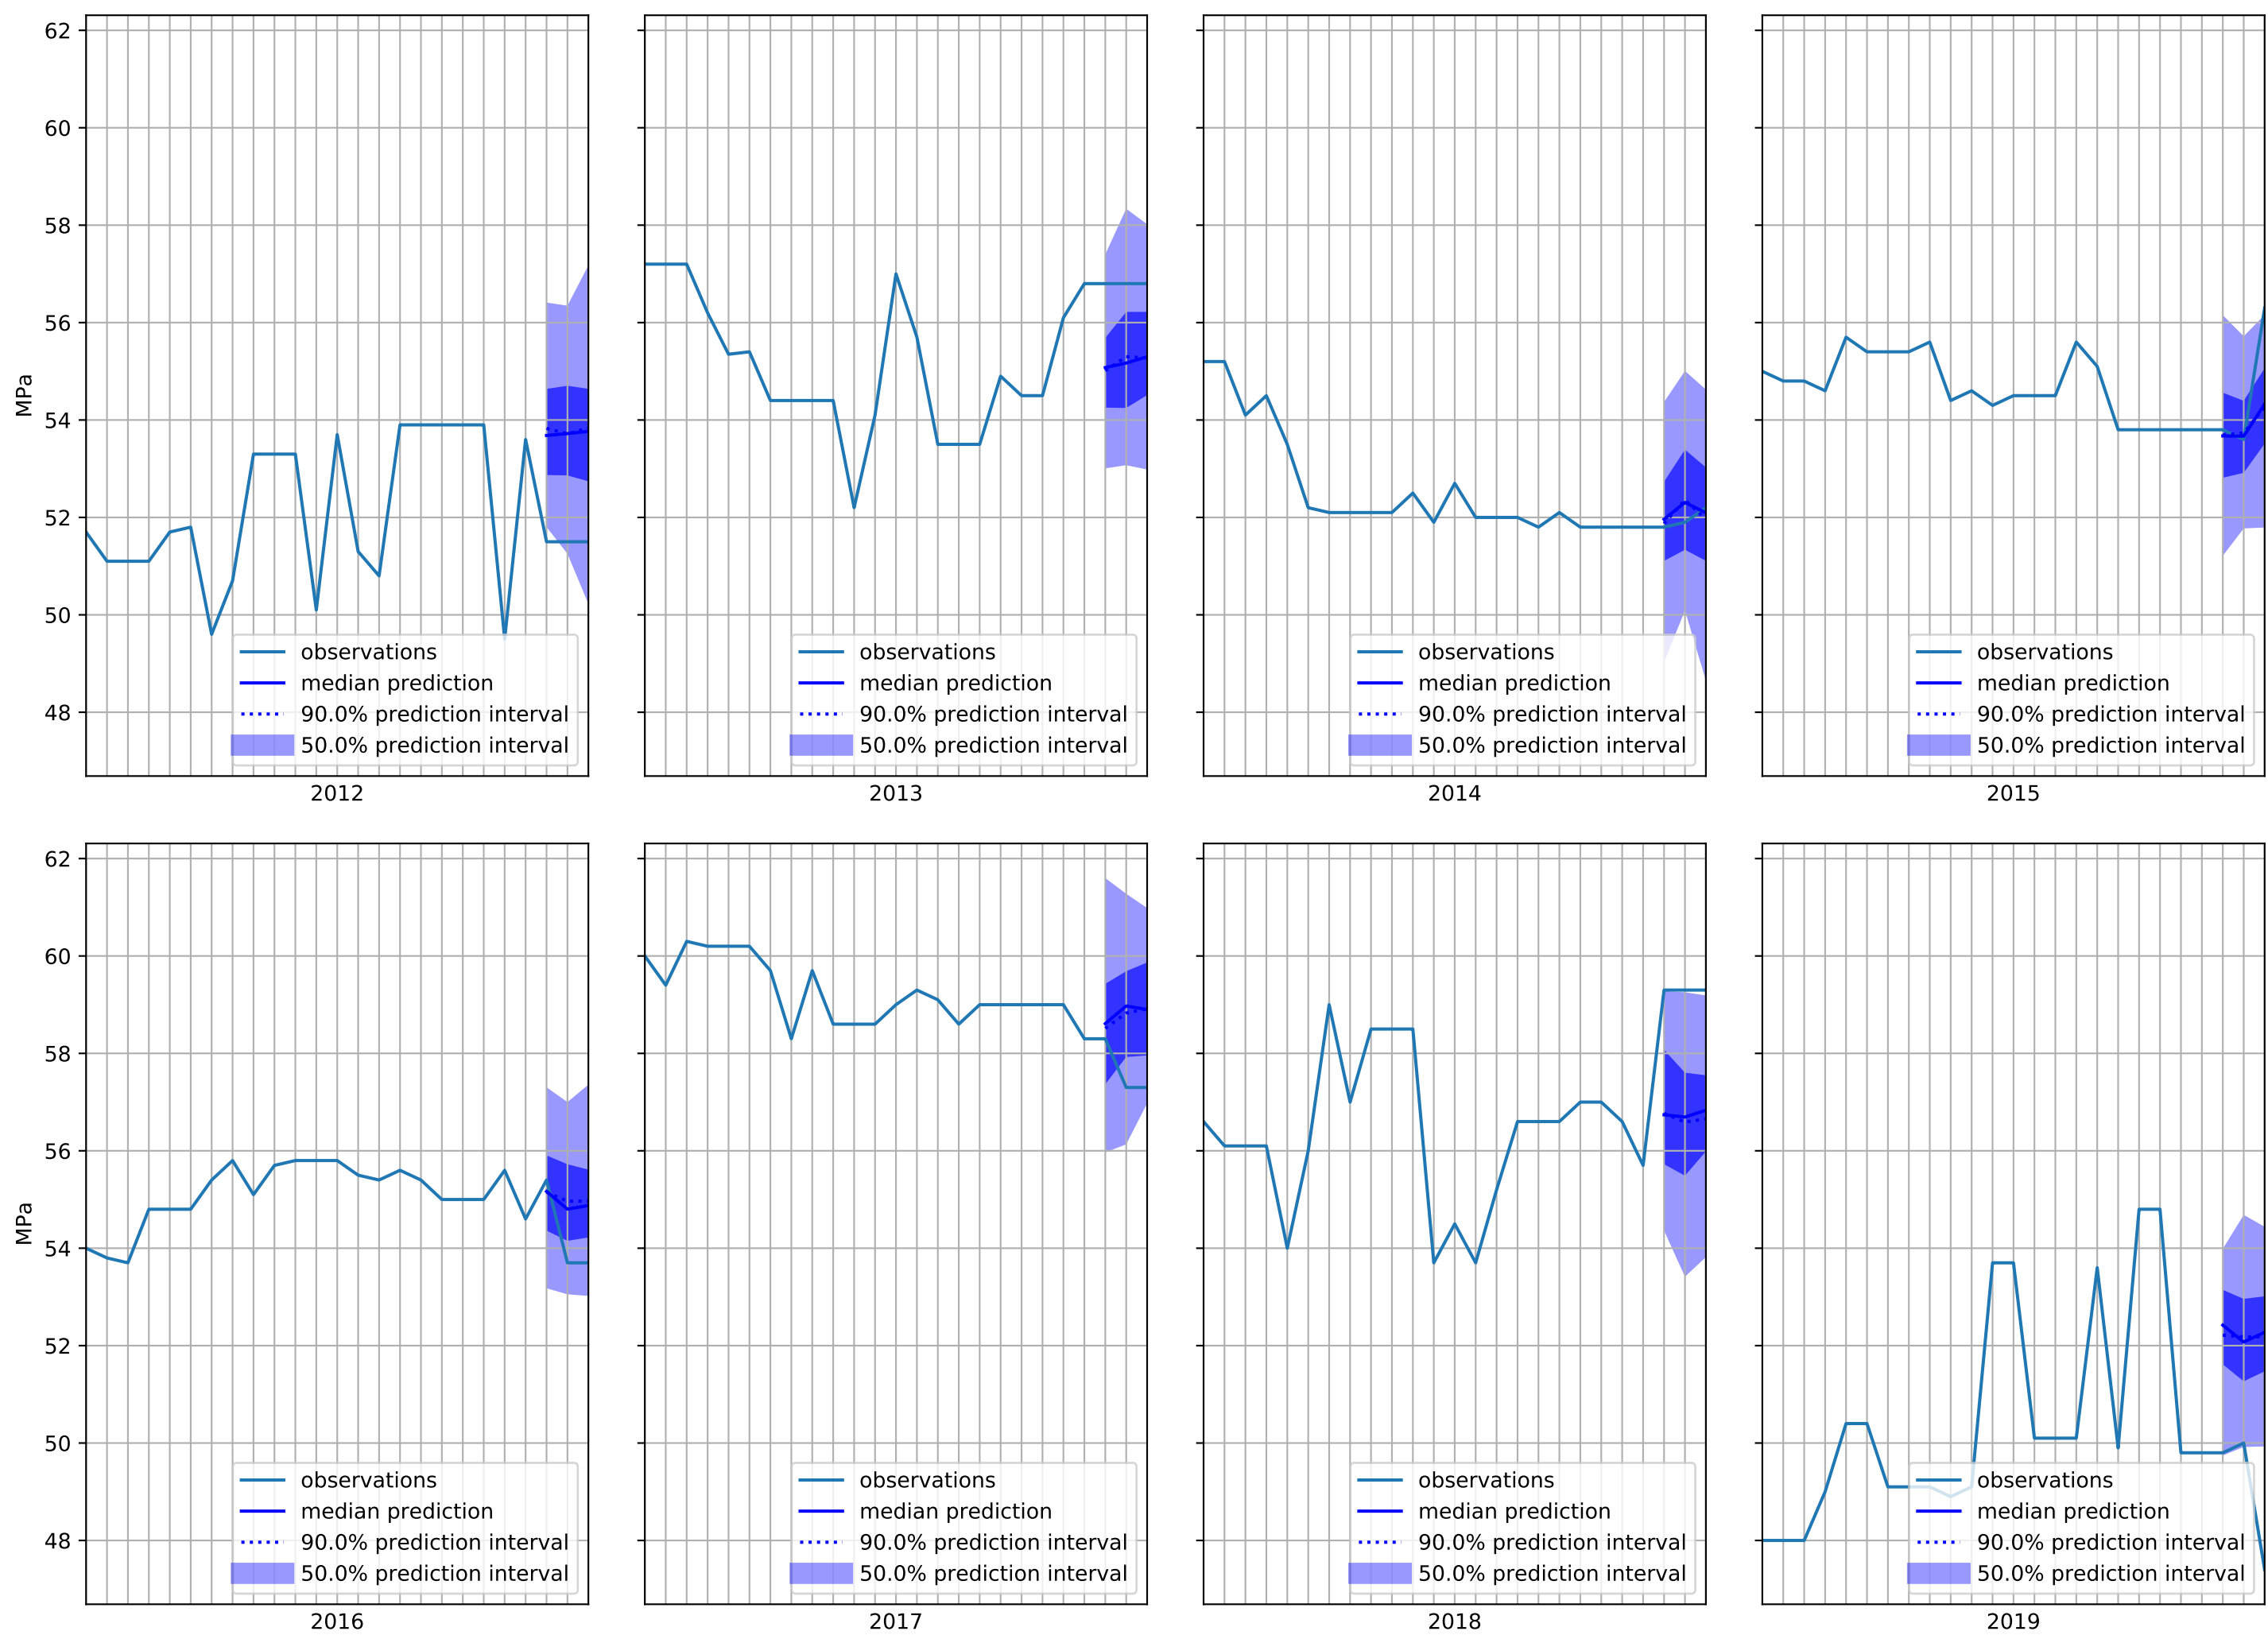 62
60
58
56
54
52
50
48
MPa
observations
median prediction
90.0% prediction interval
50.0% prediction interval
2012
observations
median prediction
90.0% prediction interval
50.0% prediction interval
2013
observations
median prediction
90.0% prediction interval
50.0% prediction interval
2014
observations
median prediction
90.0% prediction interval
50.0% prediction interval
2015
62
60
58
56
54
52
50
48
MPa
observations
median prediction
90.0% prediction interval
50.0% prediction interval
2016
observations
median prediction
90.0% prediction interval
50.0% prediction interval
2017
observations
median prediction
90.0% prediction interval
50.0% prediction interval
2018
observations
median prediction
90.0% prediction interval
50.0% prediction interval
2019